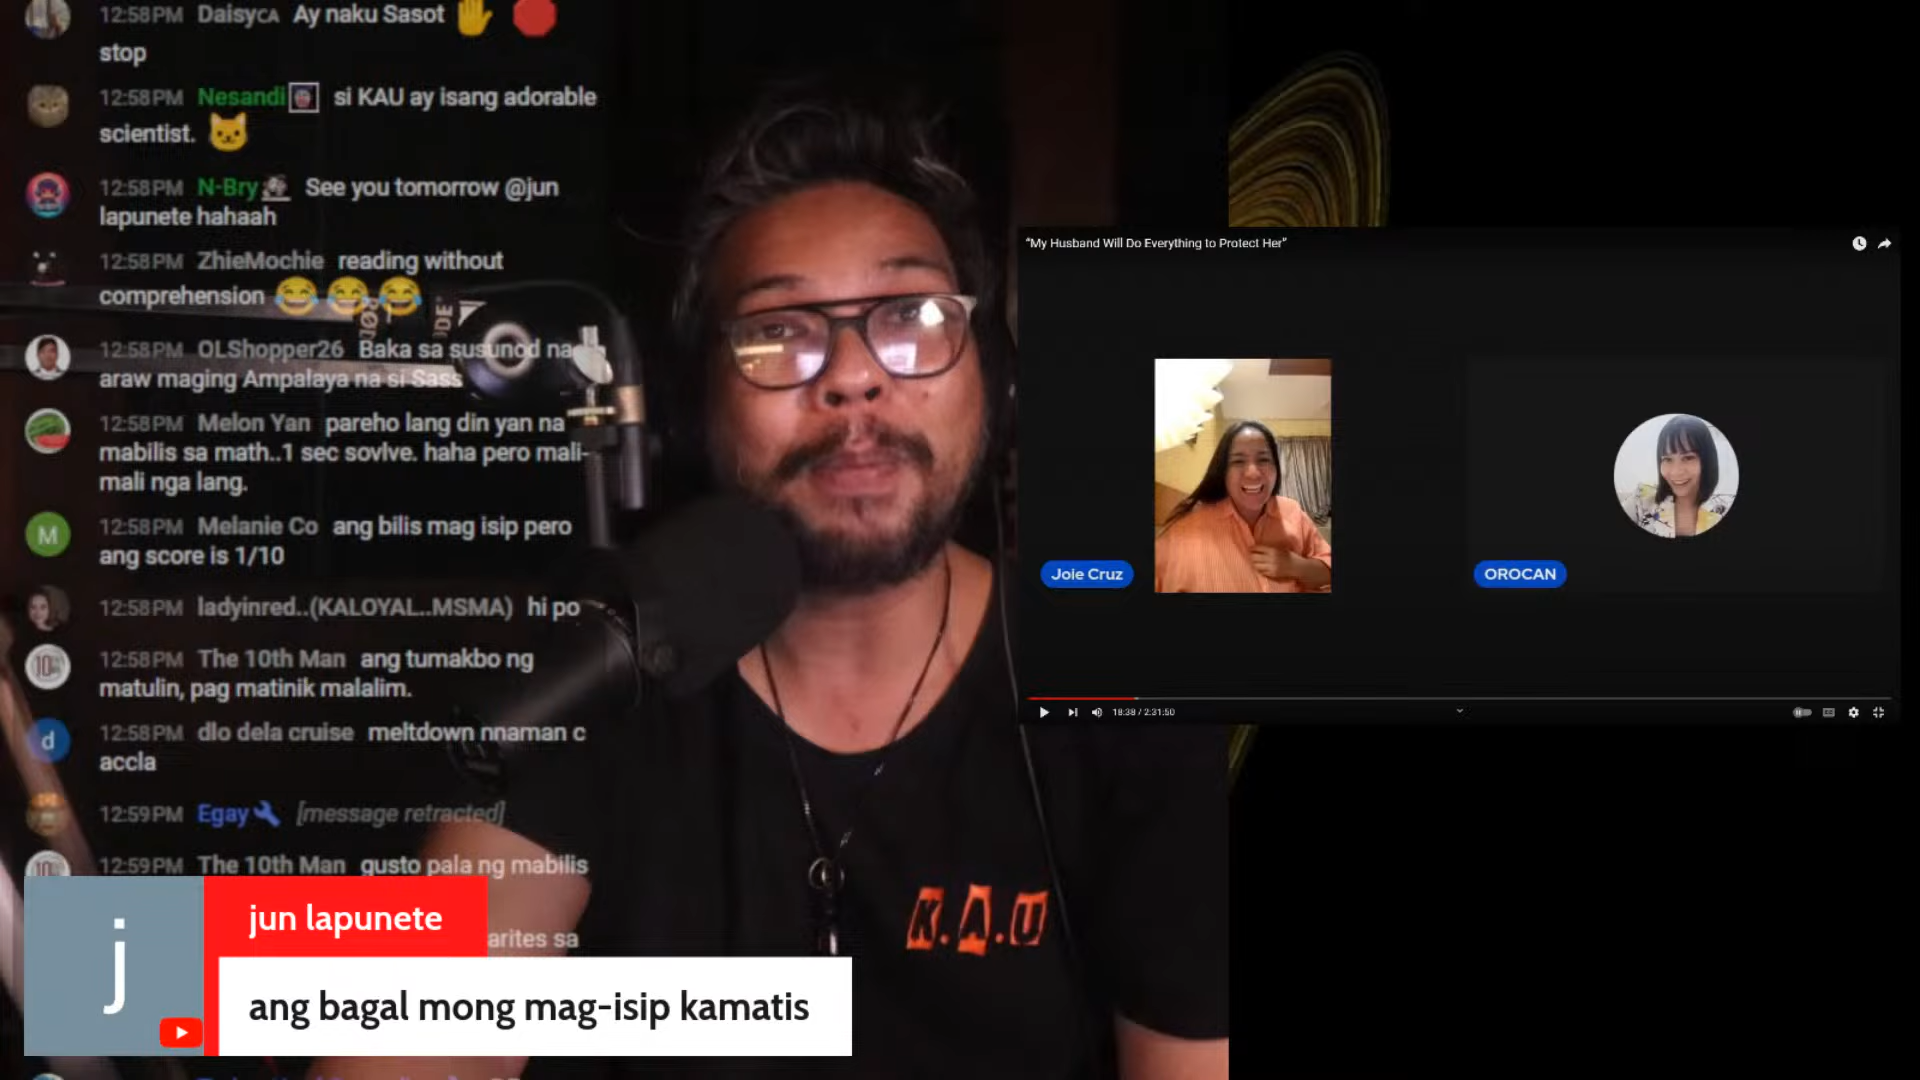 12:58PM DaisyCA Ay naku Sasot
stop
12:58PM Nesandi si KAU ay isang adorable
scientist.
12:58PM N-Bry See you tomorrow @jun
lapunete hahaah
12:58PM ZhieMochie reading without
comprehension
12:58PM OLShopper26 Baka sa susunod na
araw maging Ampalaya na si Sass
12:58PM Melon Yan pareho lang din yan na
mabilis sa math..1 sec sovlve. haha pero mali-
mali nga lang.
M
12:58PM Melanie Co ang bilis mag isip pero
ang score is 1/10
12:58PM ladyinred..(KALOYAL..MSMA) hi po
12:58PM The 10th Man ang tumakbo ng
matulin, pag matinik malalim.
d
12:58PM dlo dela cruise meltdown nnaman c
accla
12:59PM Egay [message retracted]
12:59PM The 10th Man gusto pala ng mabilis
arites sa
j
jun lapunete
ang bagal mong mag-isip kamatis
RØDE
K.A.U
"My Husband Will Do Everything to Protect Her"
Joie Cruz
OROCAN
18:38 / 2:31:50